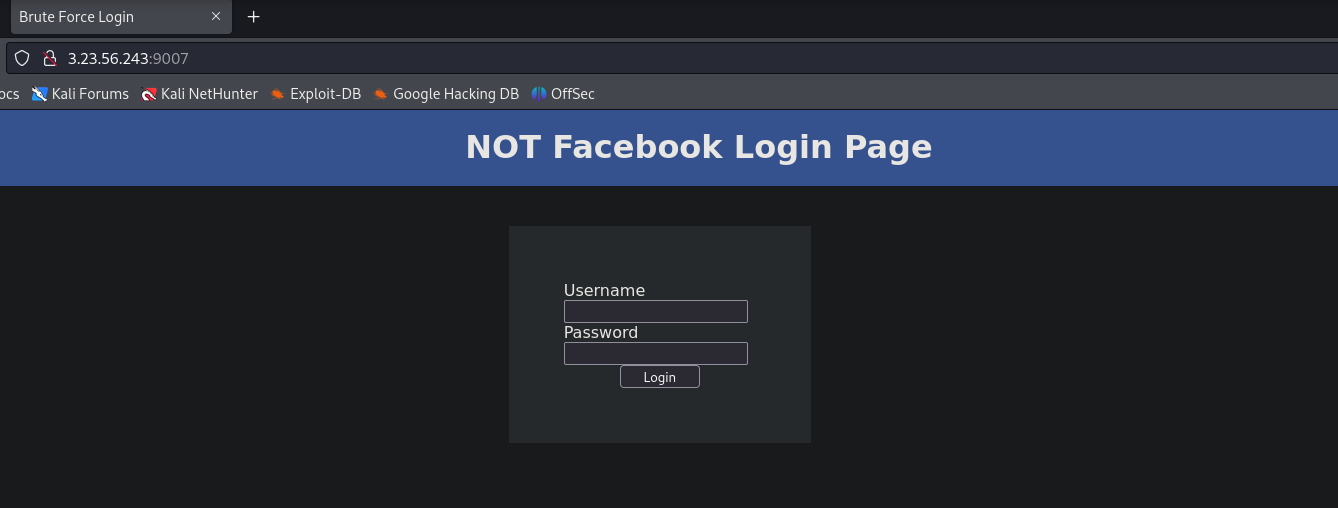 Brute Force Login
3.23.56.243:9007
ocs Kali Forums Kali NetHunter Exploit-DB Google Hacking DB OffSec
NOT Facebook Login Page
Username
Password
Login